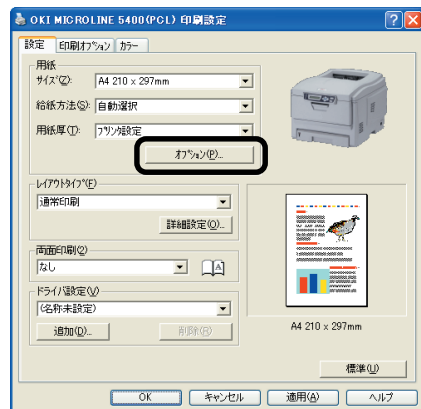 OKI MICROLINE 5400(PCL) 印刷設定
設定 印刷ｵﾌﾟｼｮﾝ ｶﾗｰ
用紙
ｻｲｽﾞ(Z): A4 210 x 297mm
給紙方法(S): 自動選択
用紙厚(T): ﾌﾟﾘﾝﾀ設定
ｵﾌﾟｼｮﾝ(P)...
ﾚｲｱｳﾄﾀｲﾌﾟ(E)
通常印刷
詳細設定(O)...
両面印刷(2)
なし
ﾄﾞﾗｲﾊﾞ設定(V)
(名称未設定)
追加(D)...
削除(R)
A4 210 x 297mm
標準(U)
OK
キャンセル
適用(A)
ヘルプ